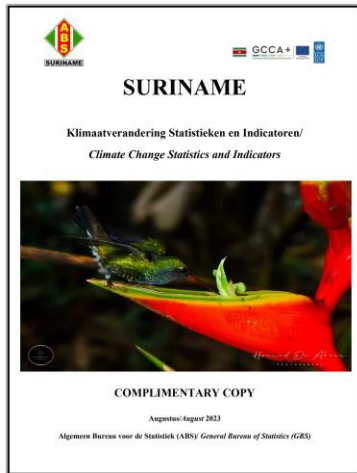 ABS
SURINAME
GCCA+
SURINAME
Klimaatverandering Statistieken en Indicatoren/
Climate Change Statistics and Indicators
COMPLIMENTARY COPY
Augustus/August 2023
Algemeen Bureau voor de Statistiek (ABS)/ General Bureau of Statistics (GBS)